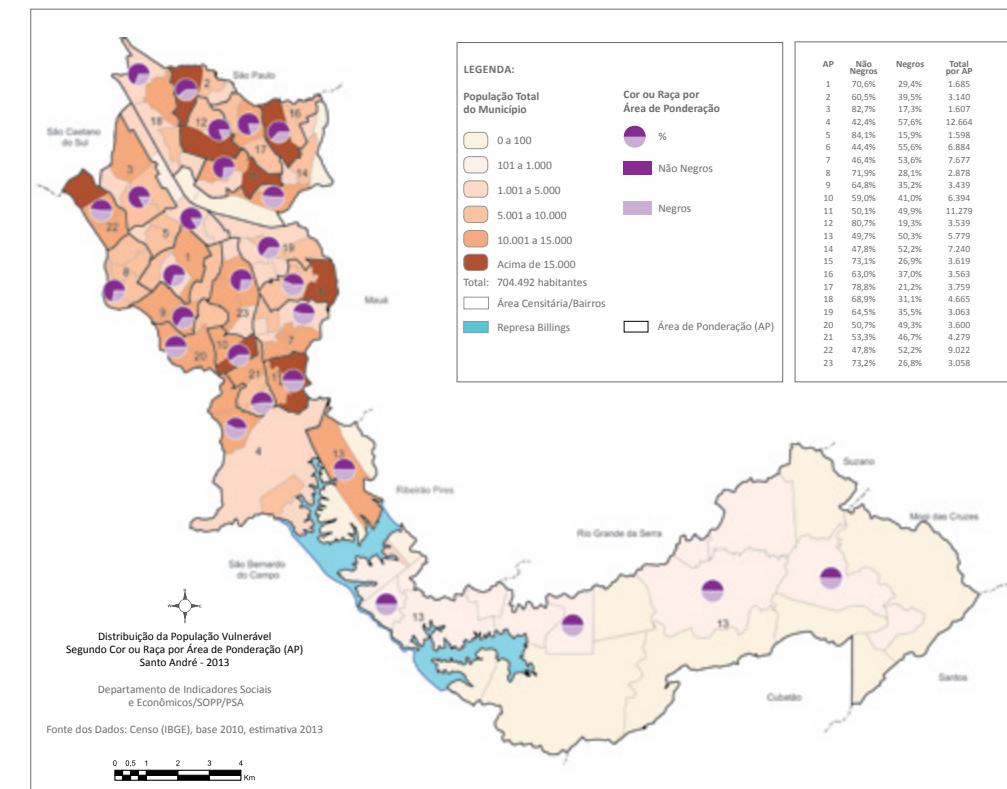 LEGENDA:
População Total
do Município
0 a 100
101 a 1.000
1.001 a 5.000
5.001 a 10.000
10.001 a 15.000
Acima de 15.000
Total: 704.492 habitantes
Área Censitária/Bairros
Represa Billings
Cor ou Raça por
Área de Ponderação
%
Não Negros
Negros
Área de Ponderação (AP)
AP Não Negros Negros Total por AP
1 70,6% 29,4% 1.685
2 60,5% 39,5% 3.140
3 82,7% 17,3% 1.607
4 42,4% 57,6% 12.664
5 84,1% 15,9% 1.598
6 44,4% 55,6% 6.884
7 46,4% 53,6% 7.677
8 71,9% 28,1% 2.878
9 64,8% 35,2% 3.439
10 59,0% 41,0% 6.394
11 50,1% 49,9% 11.279
12 80,7% 19,3% 3.539
13 49,7% 50,3% 5.779
14 47,8% 52,2% 7.240
15 73,1% 26,9% 3.619
16 63,0% 37,0% 3.563
17 78,8% 21,2% 3.759
18 68,9% 31,1% 4.665
19 64,5% 35,5% 3.063
20 50,7% 49,3% 3.600
21 53,3% 46,7% 4.279
22 47,8% 52,2% 9.022
23 73,2% 26,8% 3.058
São Paulo
2
16
12
18
17
São Caetano
do Sul
3
14
22
5
19
8
1
Mauá
9
23
7
10
20
21
4
13
Ribeirão Pires
Suzano
Mogi das Cruzes
Rio Grande da Serra
São Bernardo
do Campo
13
13
Santos
Cubatão
Distribuição da População Vulnerável
Segundo Cor ou Raça por Área de Ponderação (AP)
Santo André - 2013
Departamento de Indicadores Sociais
e Econômicos/SOPP/PSA
Fonte dos Dados: Censo (IBGE), base 2010, estimativa 2013
0 0,5 1 2 3 4
Km